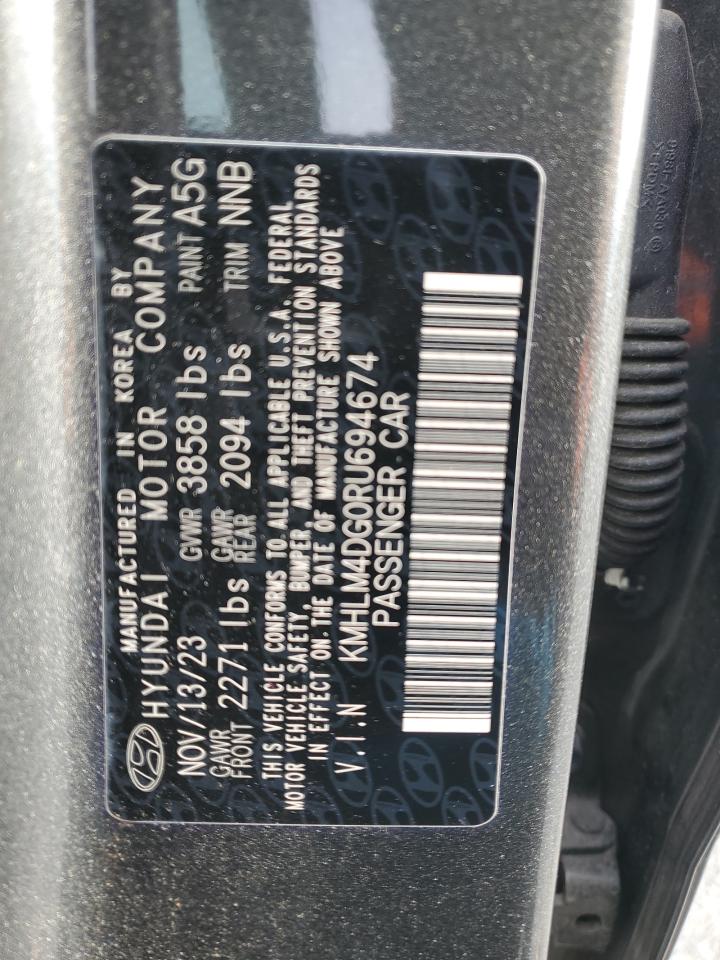 MANUFACTURED IN KOREA BY
HYUNDAI MOTOR COMPANY
NOV/13/23 GVWR 3858 lbs PAINT A5G
GAWR FRONT 2271 lbs GAWR REAR 2094 lbs TRIM NNB
THIS VEHICLE CONFORMS TO ALL APPLICABLE U.S.A. FEDERAL
MOTOR VEHICLE SAFETY, BUMPER, AND THEFT PREVENTION STANDARDS
IN EFFECT ON THE DATE OF MANUFACTURE SHOWN ABOVE
V.I.N KMHLM4DG0RU694674
PASSENGER CAR